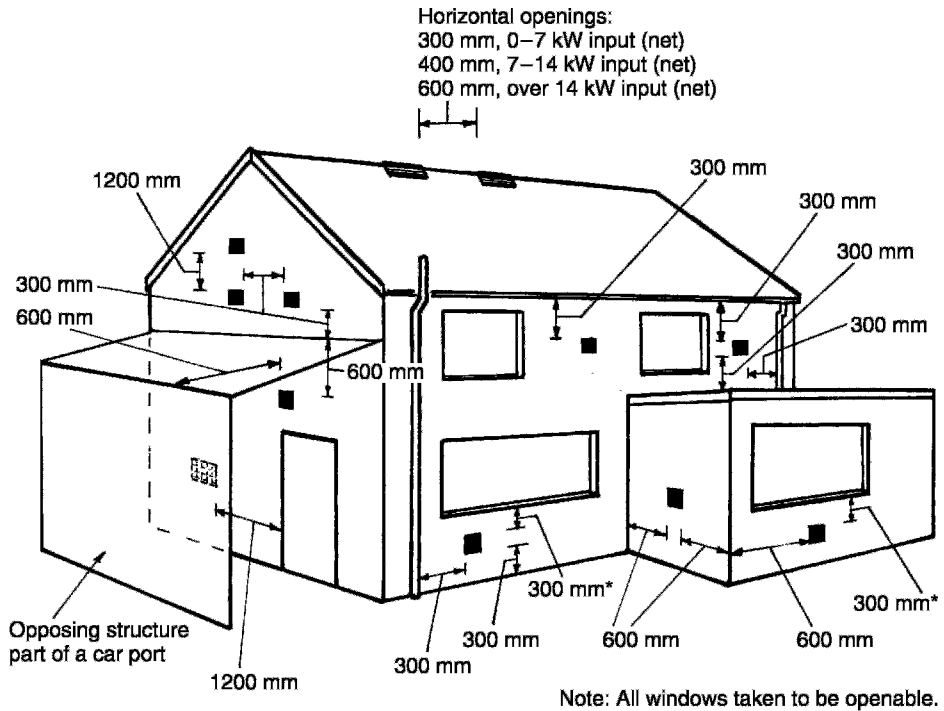 Horizontal openings:
300 mm, 0–7 kW input (net)
400 mm, 7–14 kW input (net)
600 mm, over 14 kW input (net)
1200 mm
300 mm
300 mm
300 mm
300 mm
600 mm
300 mm
600 mm
300 mm*
300 mm*
Opposing structure
part of a car port
300 mm
600 mm
600 mm
300 mm
1200 mm
Note: All windows taken to be openable.